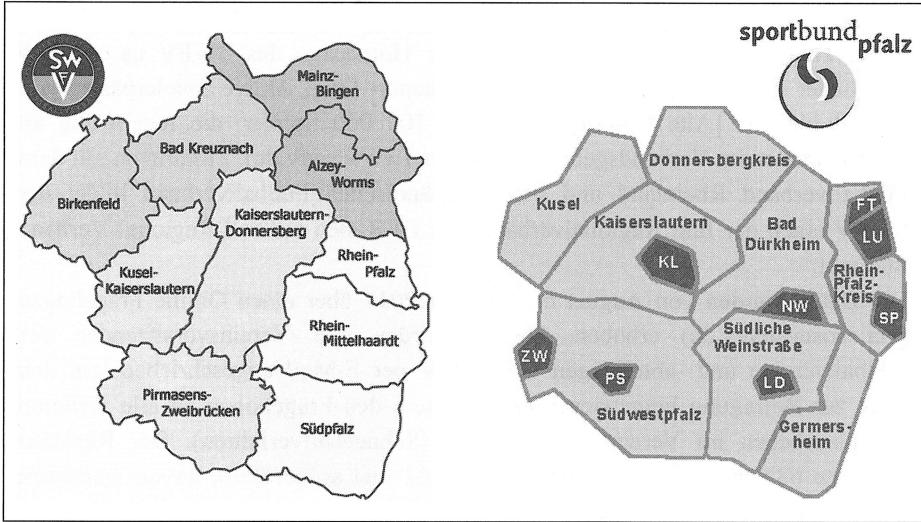 SW
FV
Mainz-
Bingen
Bad Kreuznach
Alzey-
Worms
Birkenfeld
Kaiserslautern-
Donnersberg
Kusel-
Kaiserslautern
Rhein-
Pfalz
Rhein-
Mittelhaardt
Pirmasens-
Zweibrücken
Südpfalz
sportbund
pfalz
Donnersbergkreis
Kusel
Kaiserslautern
KL
Bad
Dürkheim
FT
LU
Rhein-
Pfalz-
Kreis
NW
SP
Südliche
Weinstraße
ZW
PS
LD
Südwestpfalz
Germers-
heim